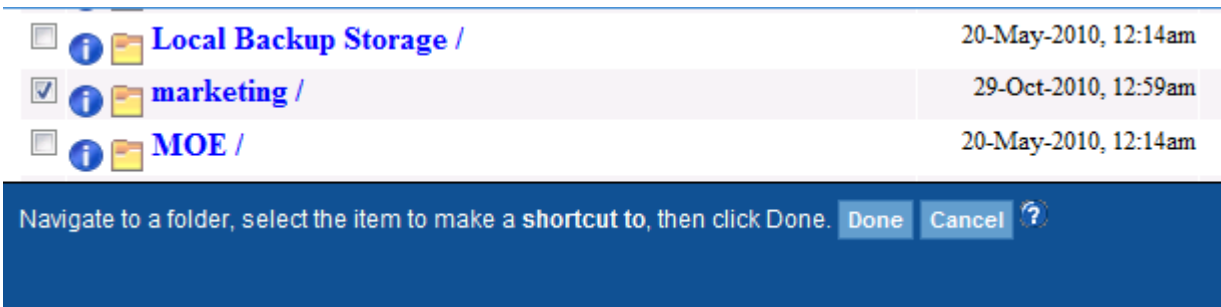 Local Backup Storage / 20-May-2010, 12:14am
marketing / 29-Oct-2010, 12:59am
MOE / 20-May-2010, 12:14am
Navigate to a folder, select the item to make a shortcut to, then click Done. Done Cancel ?